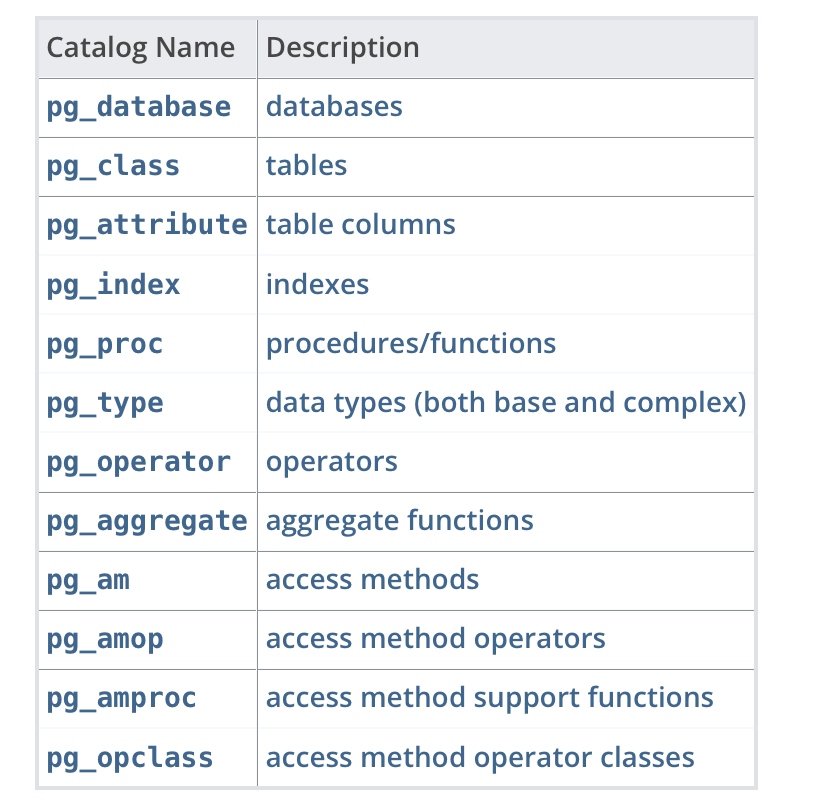 Catalog Name Description
pg_database databases
pg_class tables
pg_attribute table columns
pg_index indexes
pg_proc procedures/functions
pg_type data types (both base and complex)
pg_operator operators
pg_aggregate aggregate functions
pg_am access methods
pg_amop access method operators
pg_amproc access method support functions
pg_opclass access method operator classes